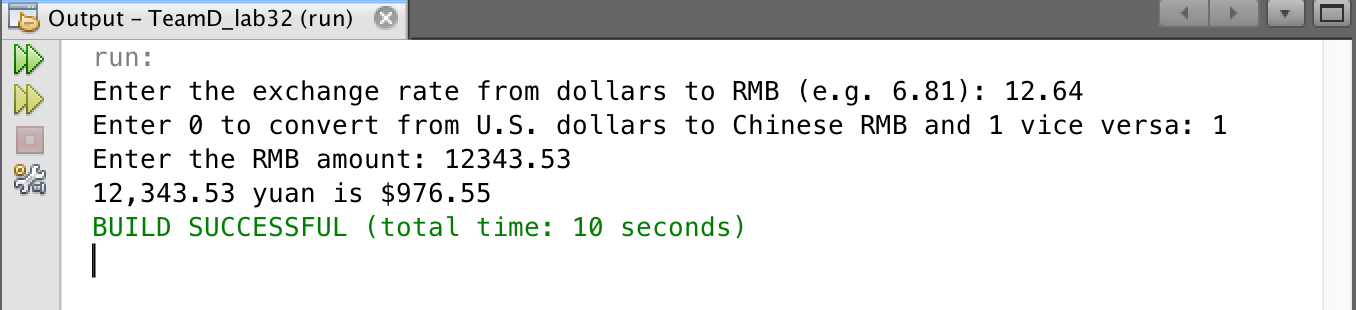 Output – TeamD_lab32 (run)
run:
Enter the exchange rate from dollars to RMB (e.g. 6.81): 12.64
Enter 0 to convert from U.S. dollars to Chinese RMB and 1 vice versa: 1
Enter the RMB amount: 12343.53
12,343.53 yuan is $976.55
BUILD SUCCESSFUL (total time: 10 seconds)